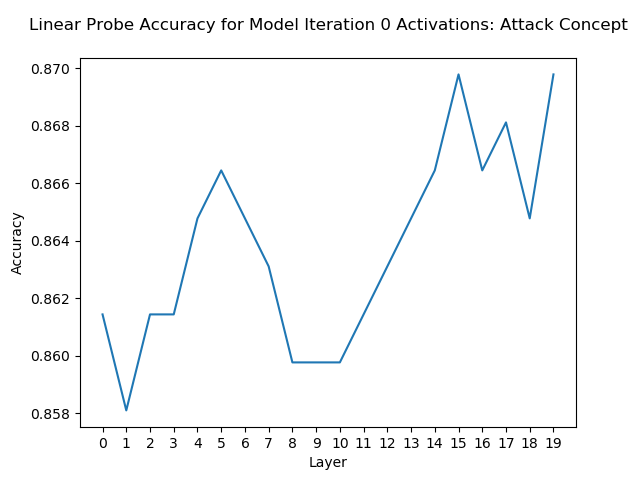 Linear Probe Accuracy for Model Iteration 0 Activations: Attack Concept
0.870
0.868
0.866
0.864
0.862
0.860
0.858
Accuracy
0 1 2 3 4 5 6 7 8 9 10 11 12 13 14 15 16 17 18 19
Layer